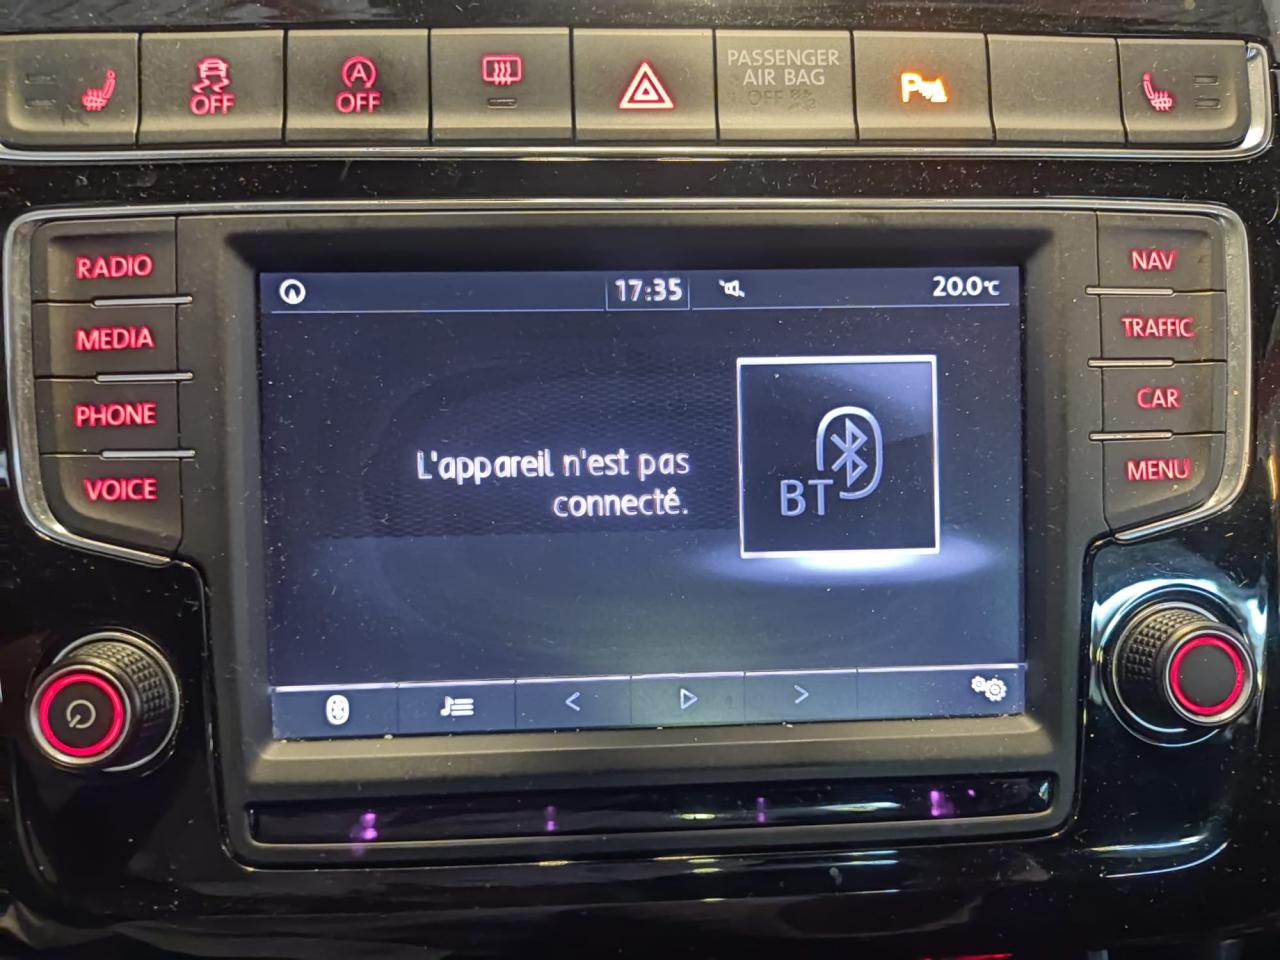 OFF
A
OFF
PASSENGER
AIR BAG
OFF
P
RADIO
MEDIA
PHONE
VOICE
17:35
20.0°C
L'appareil n'est pas
connecté.
BT
NAV
TRAFFIC
CAR
MENU